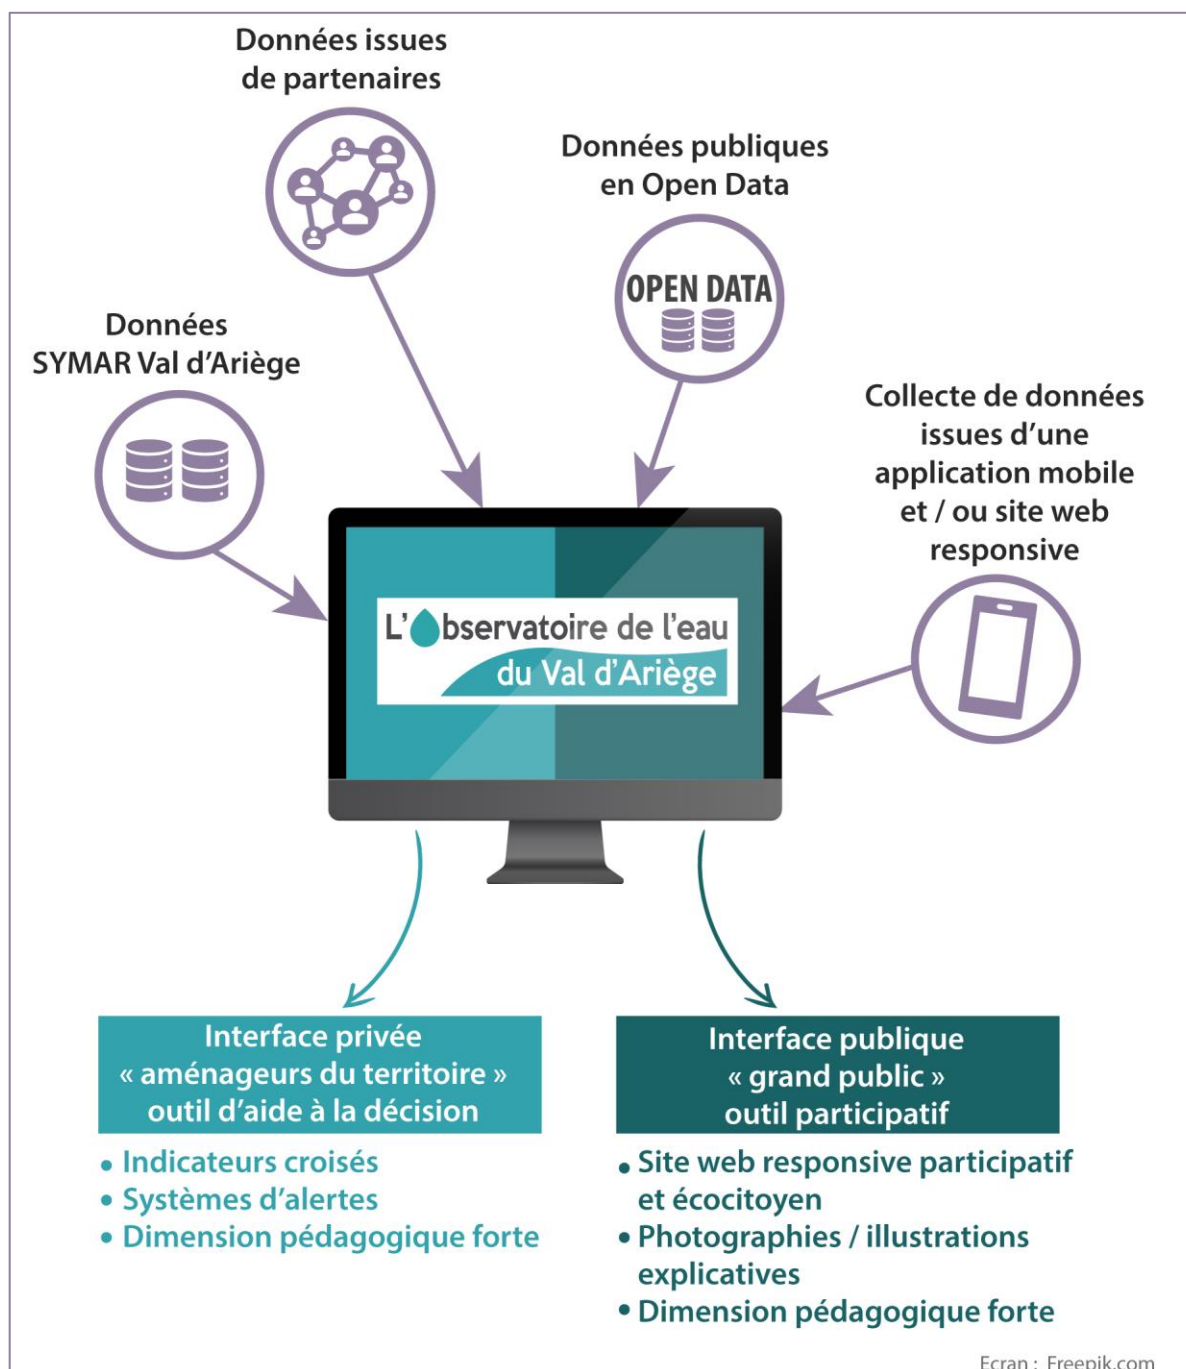 Données issues
de partenaires
Données publiques
en Open Data
OPEN DATA
Données
SYMAR Val d’Ariège
Collecte de données
issues d’une
application mobile
et / ou site web
responsive
L’Observatoire de l’eau
du Val d’Ariège
Interface privée
« aménageurs du territoire »
outil d’aide à la décision
• Indicateurs croisés
• Systèmes d’alertes
• Dimension pédagogique forte
Interface publique
« grand public »
outil participatif
• Site web responsive participatif
et écocitoyen
• Photographies / illustrations
explicatives
• Dimension pédagogique forte
Ecran : Freepik.com